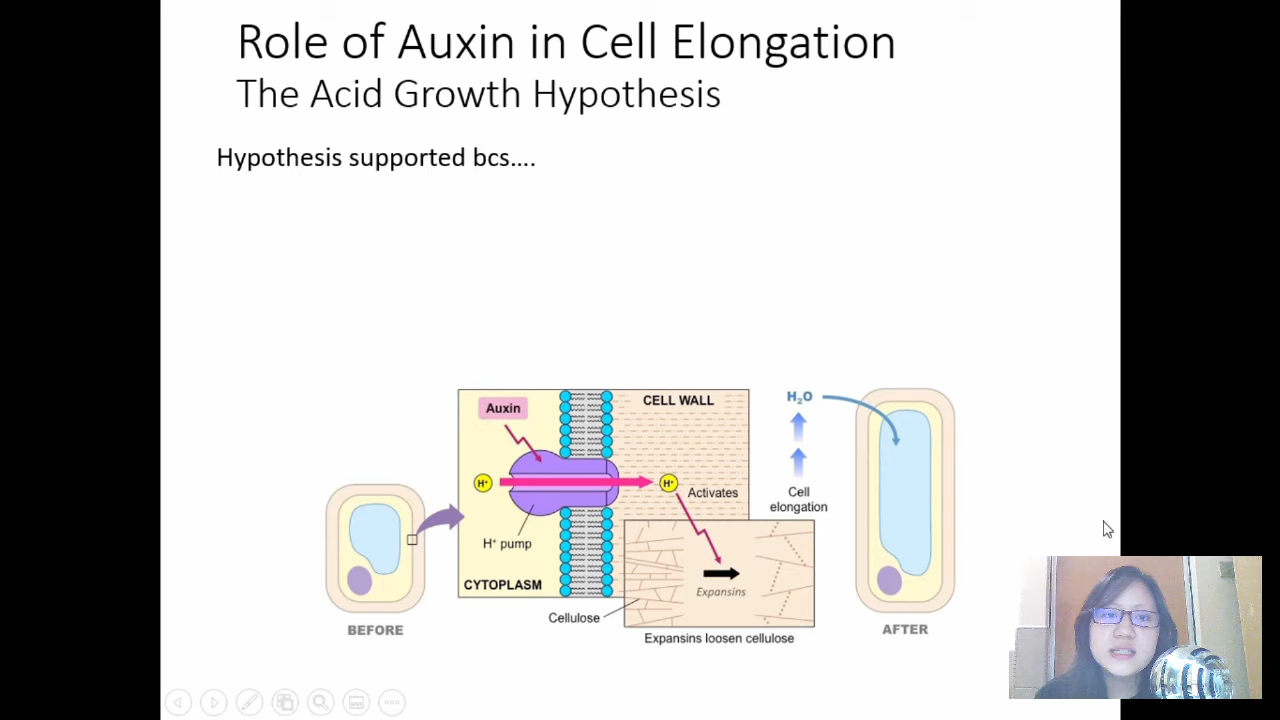 Role of Auxin in Cell Elongation
The Acid Growth Hypothesis
Hypothesis supported bcs....
Auxin
CELL WALL
H₂O
H⁺
H⁺
Activates
Cell
elongation
H⁺ pump
CYTOPLASM
Expansins
Cellulose
Expansins loosen cellulose
BEFORE
AFTER